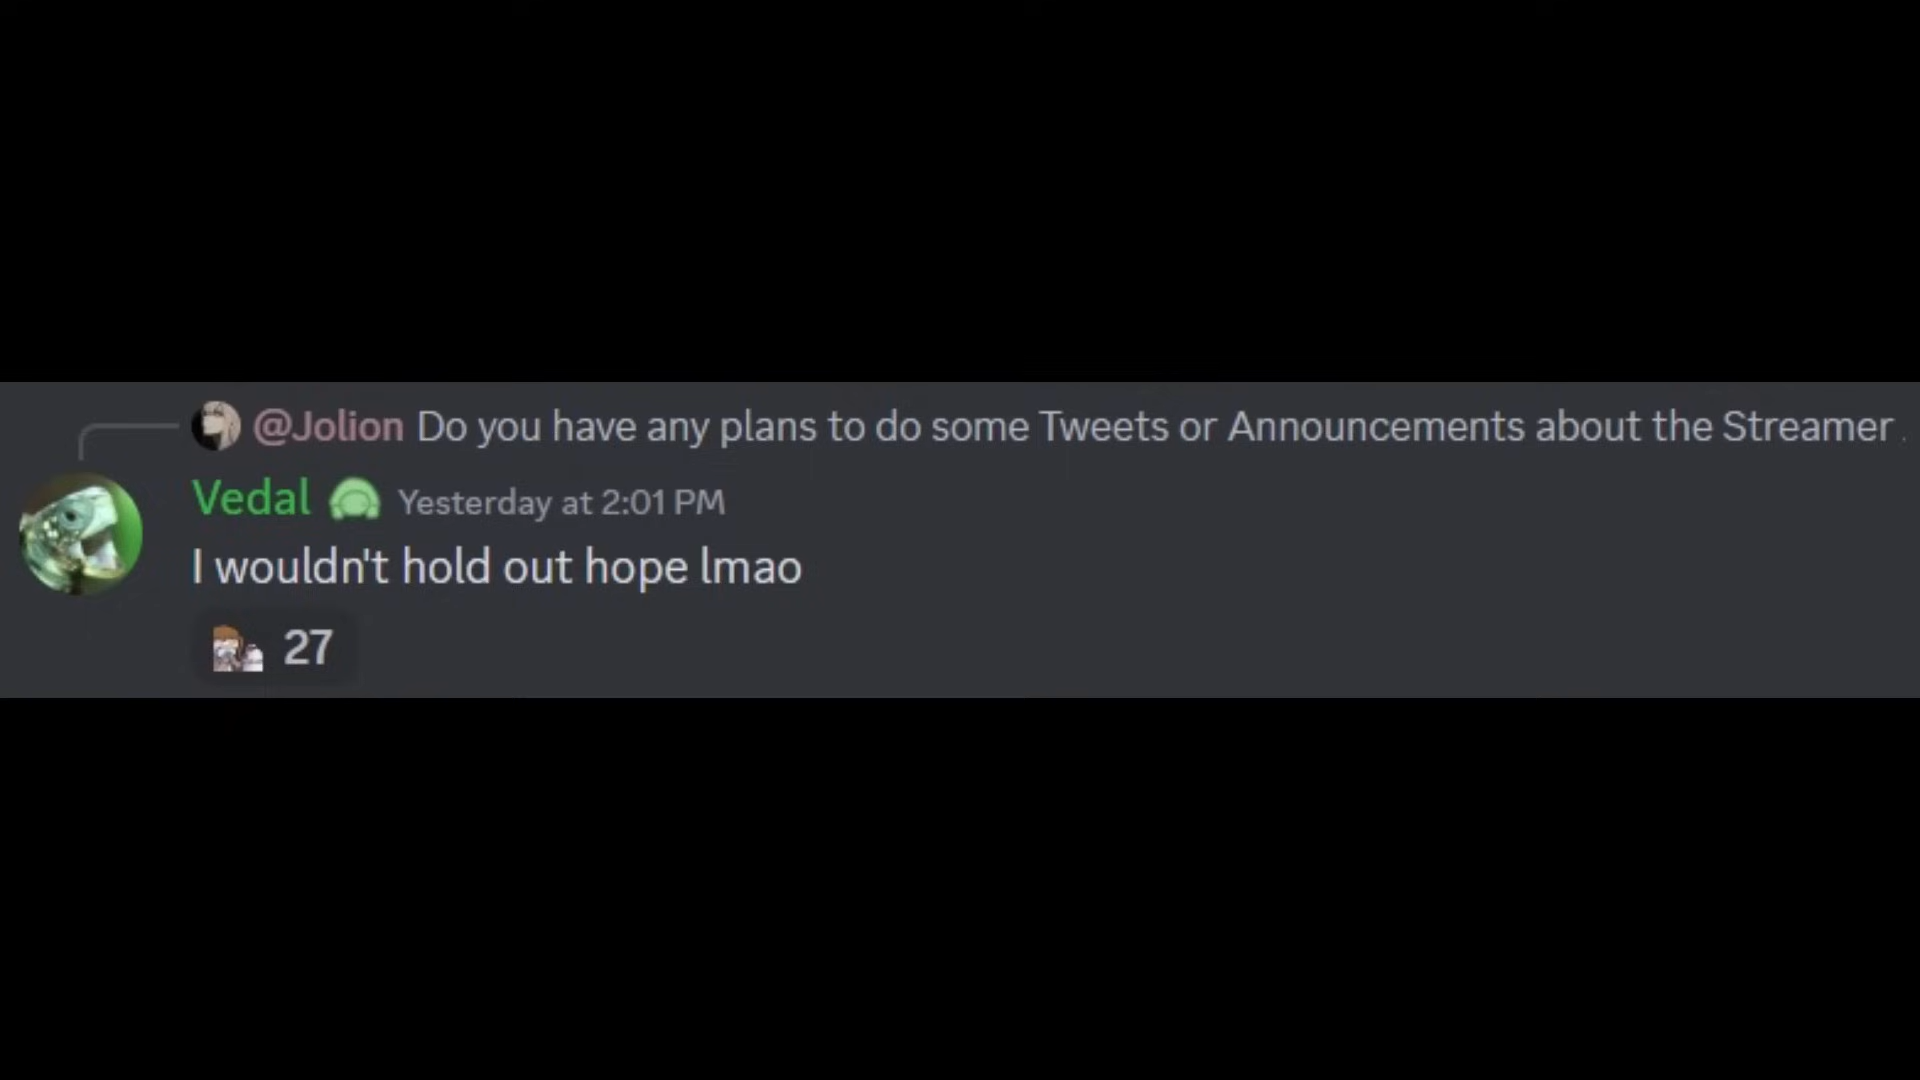 @Jolion Do you have any plans to do some Tweets or Announcements about the Streamer
Vedal Yesterday at 2:01 PM
I wouldn't hold out hope lmao
27